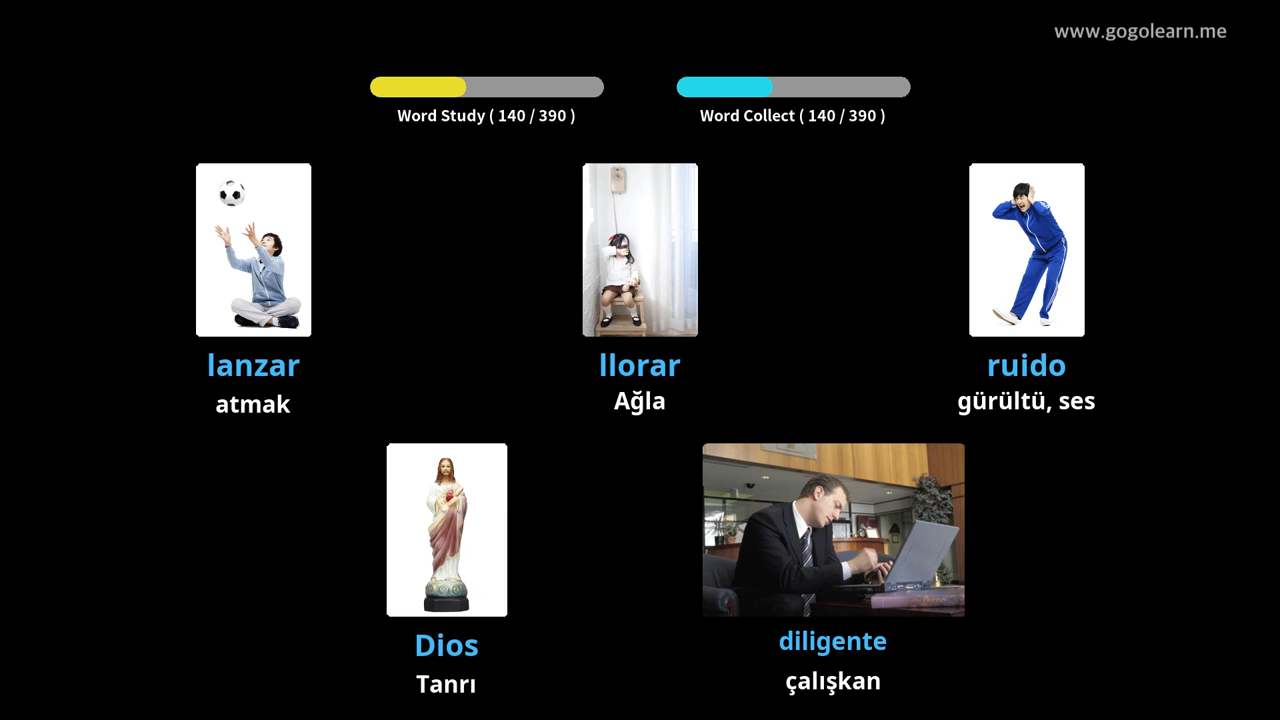 www.gogolearn.me
Word Study ( 140 / 390 )
Word Collect ( 140 / 390 )
lanzar
atmak
llorar
Ağla
ruido
gürültü, ses
Dios
Tanrı
diligente
çalışkan